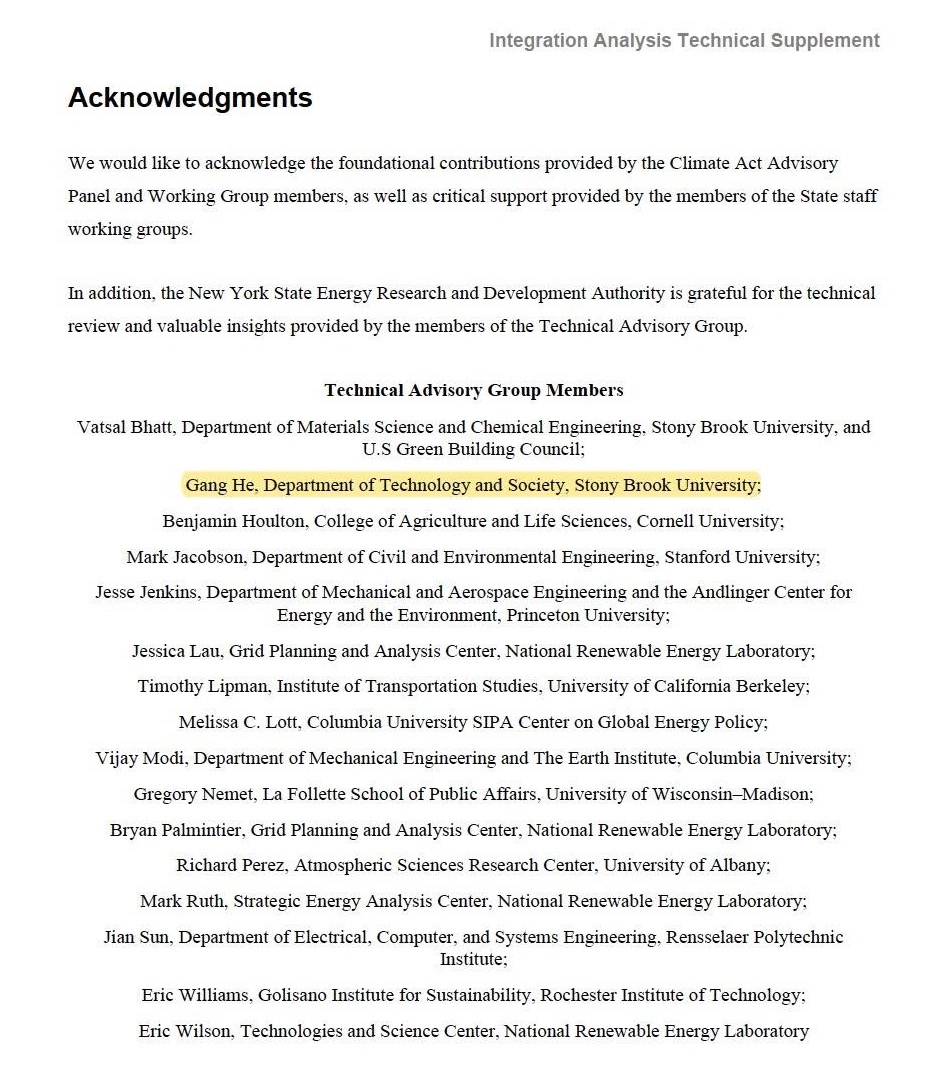 Integration Analysis Technical Supplement
Acknowledgments
We would like to acknowledge the foundational contributions provided by the Climate Act Advisory
Panel and Working Group members, as well as critical support provided by the members of the State staff
working groups.
In addition, the New York State Energy Research and Development Authority is grateful for the technical
review and valuable insights provided by the members of the Technical Advisory Group.
Technical Advisory Group Members
Vatsal Bhatt, Department of Materials Science and Chemical Engineering, Stony Brook University, and
U.S Green Building Council;
Gang He, Department of Technology and Society, Stony Brook University;
Benjamin Houlton, College of Agriculture and Life Sciences, Cornell University;
Mark Jacobson, Department of Civil and Environmental Engineering, Stanford University;
Jesse Jenkins, Department of Mechanical and Aerospace Engineering and the Andlinger Center for
Energy and the Environment, Princeton University;
Jessica Lau, Grid Planning and Analysis Center, National Renewable Energy Laboratory;
Timothy Lipman, Institute of Transportation Studies, University of California Berkeley;
Melissa C. Lott, Columbia University SIPA Center on Global Energy Policy;
Vijay Modi, Department of Mechanical Engineering and The Earth Institute, Columbia University;
Gregory Nemet, La Follette School of Public Affairs, University of Wisconsin–Madison;
Bryan Palmintier, Grid Planning and Analysis Center, National Renewable Energy Laboratory;
Richard Perez, Atmospheric Sciences Research Center, University of Albany;
Mark Ruth, Strategic Energy Analysis Center, National Renewable Energy Laboratory;
Jian Sun, Department of Electrical, Computer, and Systems Engineering, Rensselaer Polytechnic
Institute;
Eric Williams, Golisano Institute for Sustainability, Rochester Institute of Technology;
Eric Wilson, Technologies and Science Center, National Renewable Energy Laboratory